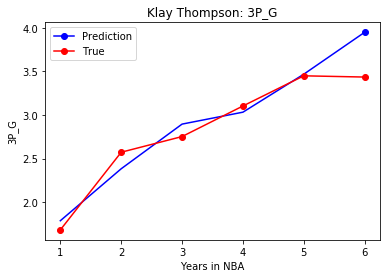 Klay Thompson: 3P_G
Prediction
True
4.0
3.5
3.0
2.5
2.0
3P_G
1 2 3 4 5 6
Years in NBA